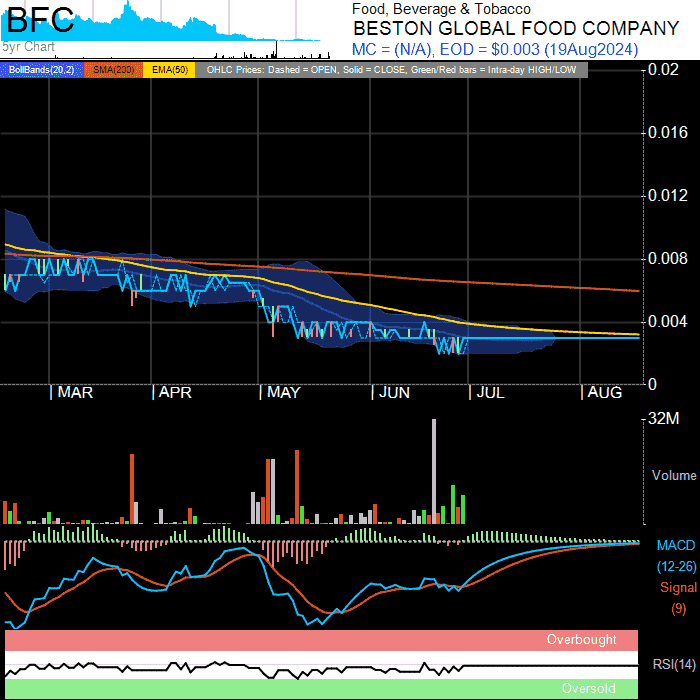 BFC
5yr Chart
Food, Beverage & Tobacco
BESTON GLOBAL FOOD COMPANY
MC = (N/A), EOD = $0.003 (19Aug2024)
BollBands(20,2) SMA(200) EMA(50) OHLC Prices: Dashed = OPEN, Solid = CLOSE, Green/Red bars = Intra-day HIGH/LOW
0.02
0.016
0.012
0.008
0.004
0
MAR APR MAY JUN JUL AUG
32M
Volume
MACD
(12-26)
Signal
(9)
Overbought
RSI(14)
Oversold